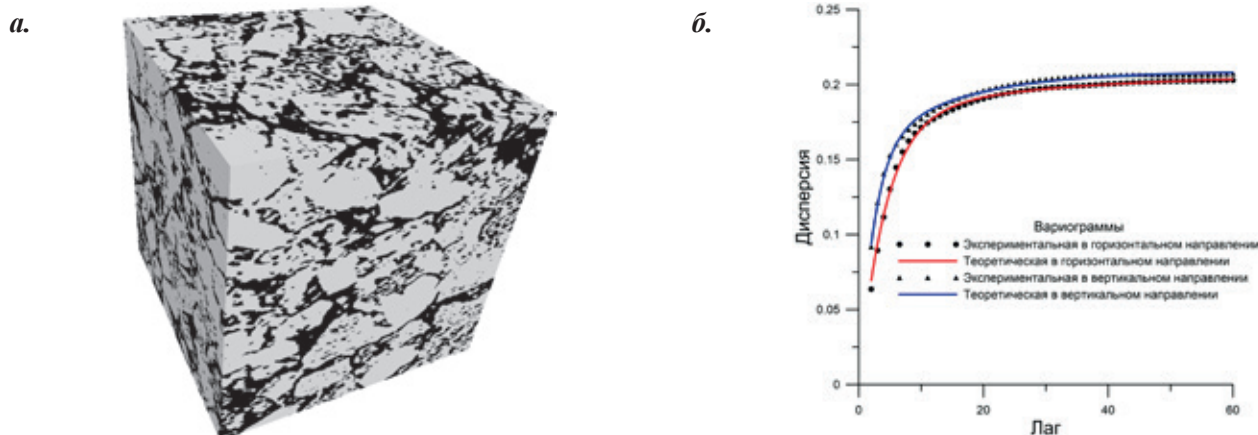 а.
б.
0.25
0.2
0.15
0.1
0.05
0
Дисперсия
Вариограммы
Экспериментальная в горизонтальном направлении
Теоретическая в горизонтальном направлении
Экспериментальная в вертикальном направлении
Теоретическая в вертикальном направлении
0 20 40 60
Лаг